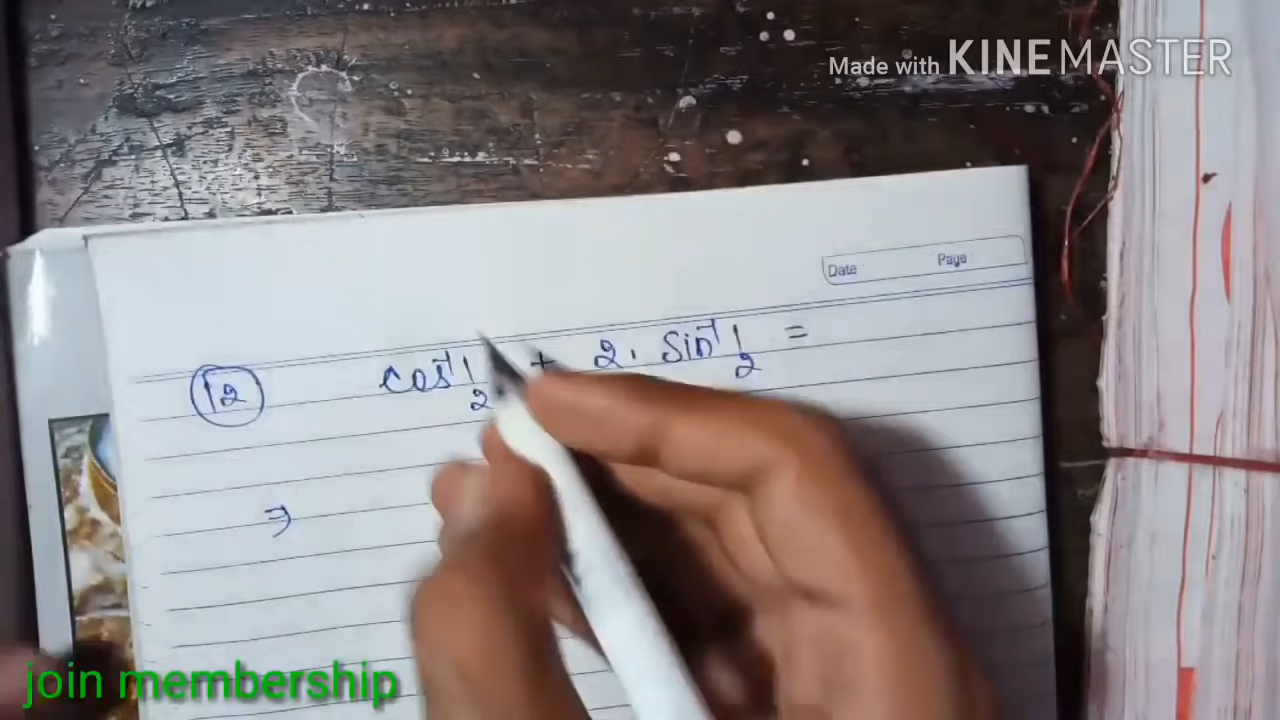 Made with KINEMASTER
Date Page
12 cos⁻¹ 1/2 + 2. Sin⁻¹ 1/2 =
⇒
join membership